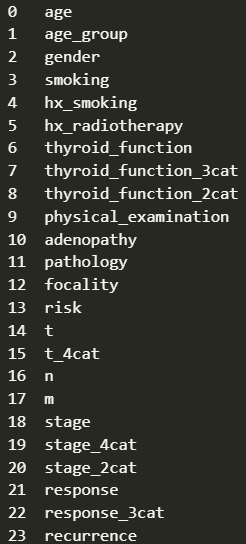 0 age
1 age_group
2 gender
3 smoking
4 hx_smoking
5 hx_radiotherapy
6 thyroid_function
7 thyroid_function_3cat
8 thyroid_function_2cat
9 physical_examination
10 adenopathy
11 pathology
12 focality
13 risk
14 t
15 t_4cat
16 n
17 m
18 stage
19 stage_4cat
20 stage_2cat
21 response
22 response_3cat
23 recurrence